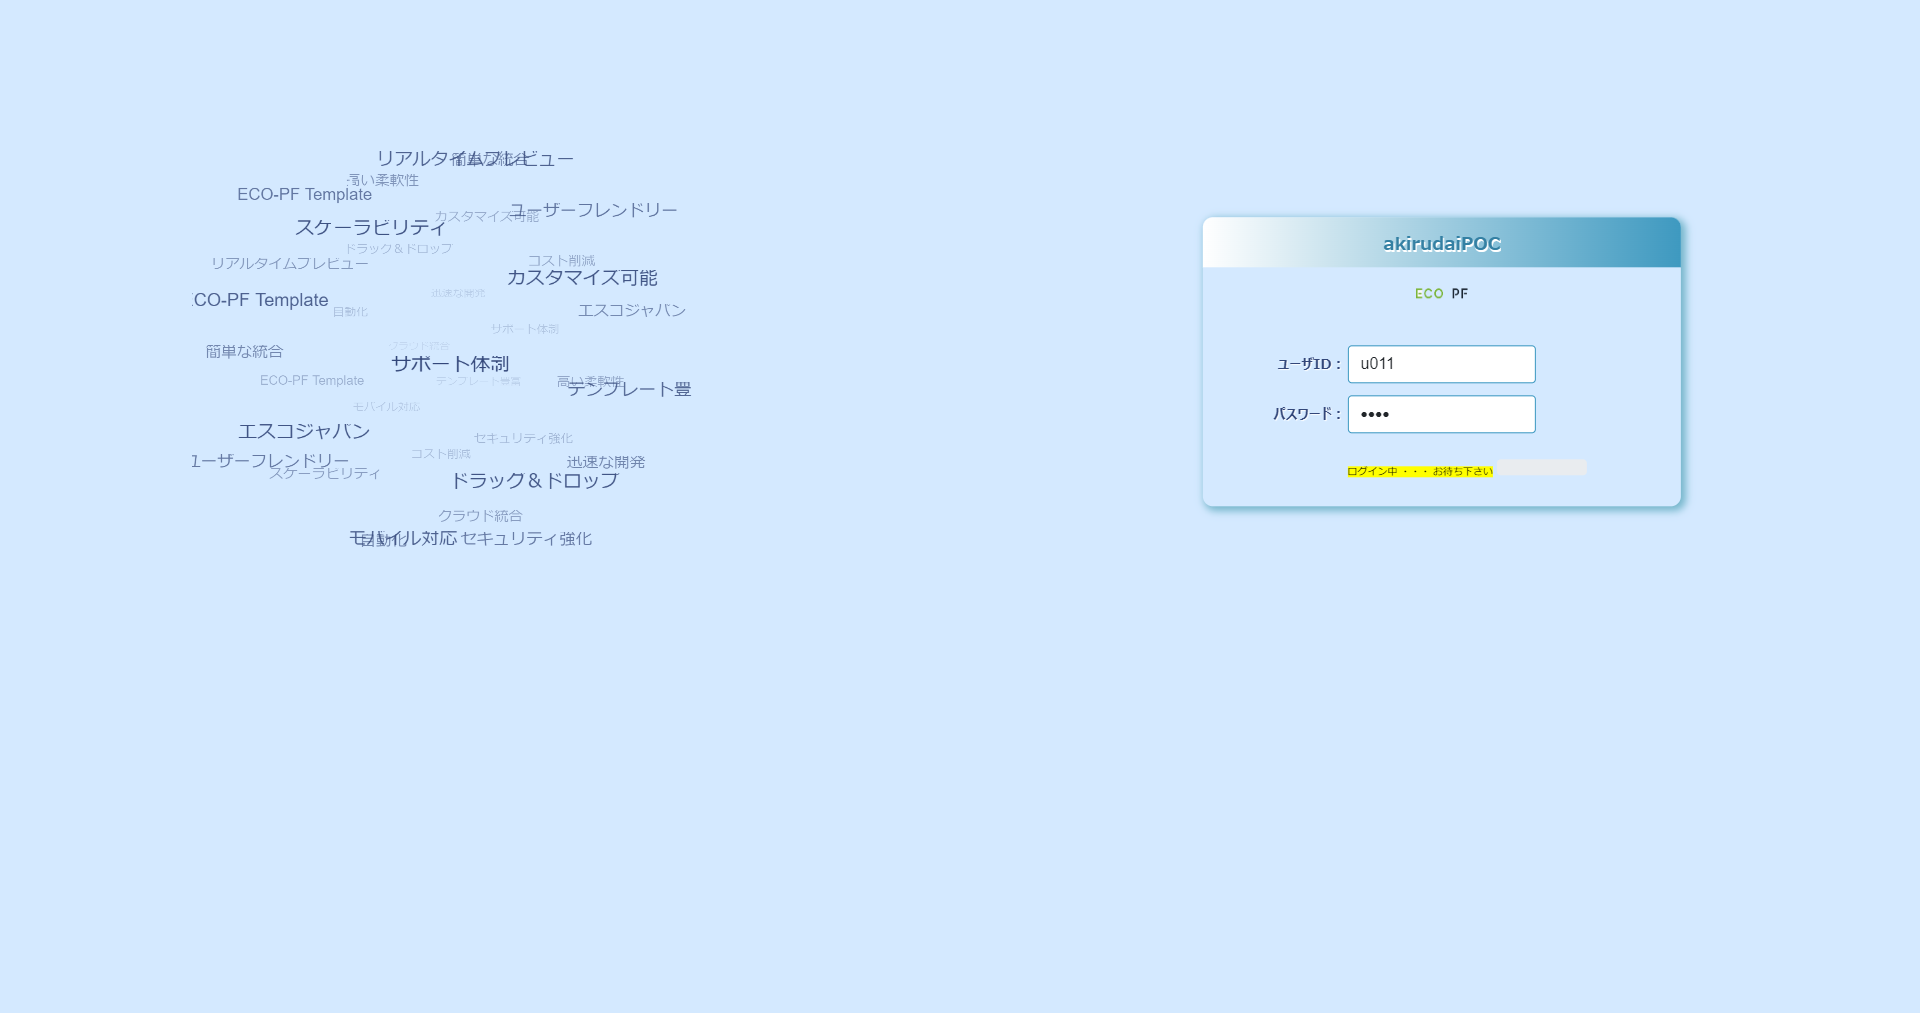 リアルタイムプレビュー
簡単な統合
高い柔軟性
ECO-PF Template
ユーザーフレンドリー
カスタマイズ可能
スケーラビリティ
ドラッグ＆ドロップ
コスト削減
リアルタイムプレビュー
カスタマイズ可能
迅速な開発
CO-PF Template
エスコジャパン
自動化
サポート体制
クラウド統合
簡単な統合
サポート体制
ECO-PF Template
テンプレート豊富
高い柔軟性
テンプレート豊
モバイル対応
エスコジャパン
セキュリティ強化
コスト削減
ユーザーフレンドリー
迅速な開発
スケーラビリティ
ドラッグ＆ドロップ
クラウド統合
モバイル対応
自動化
セキュリティ強化
akirudaiPOC
ECO PF
ユーザID：
u011
パスワード：
••••
ログイン中 ・・・ お待ち下さい